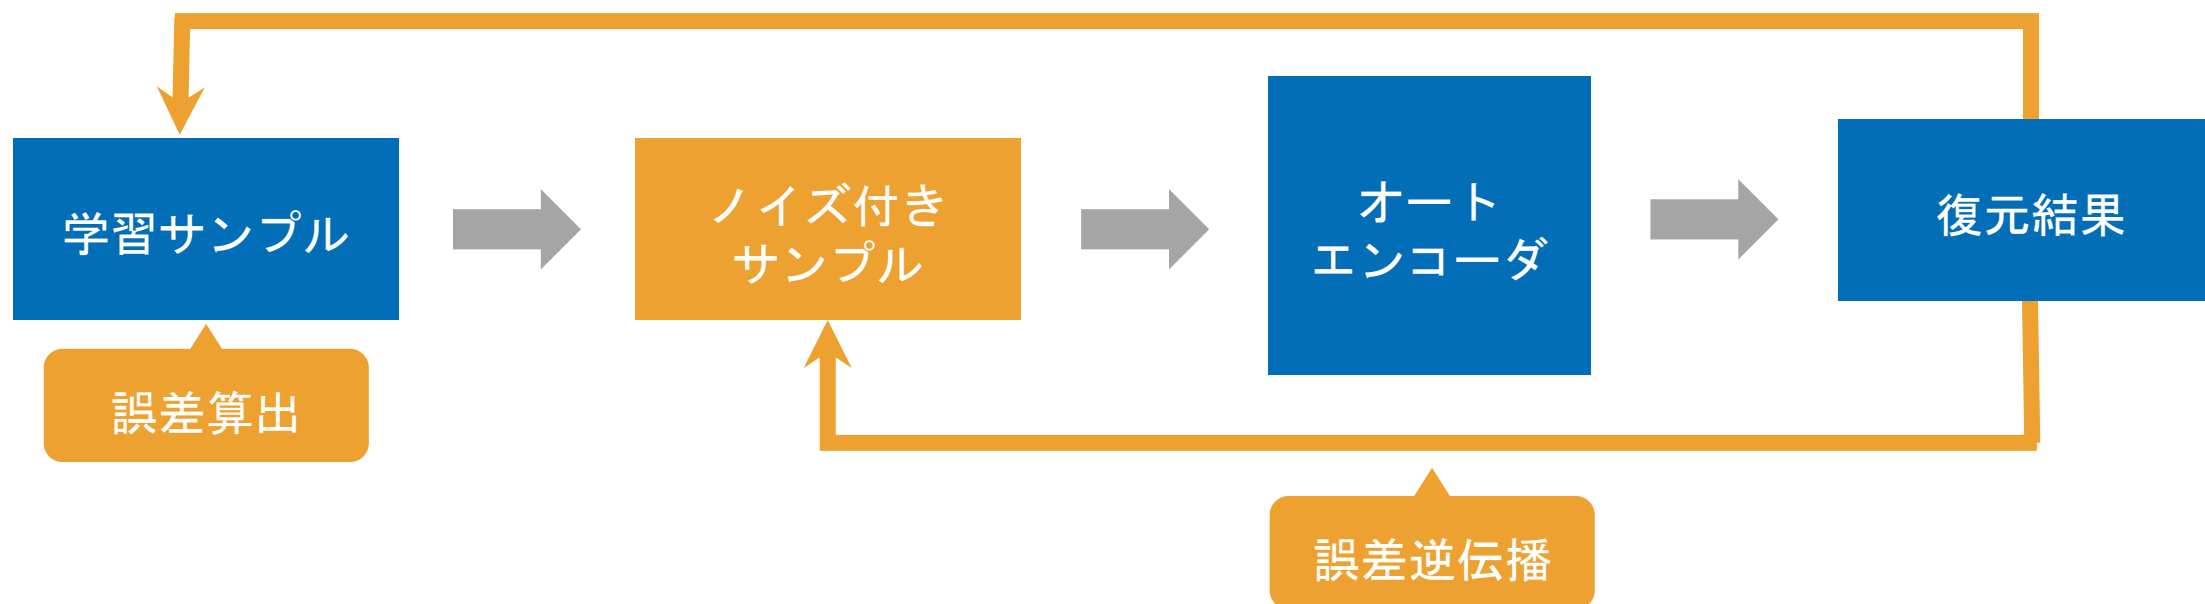 学習サンプル
ノイズ付き
サンプル
オート
エンコーダ
復元結果
誤差算出
誤差逆伝播